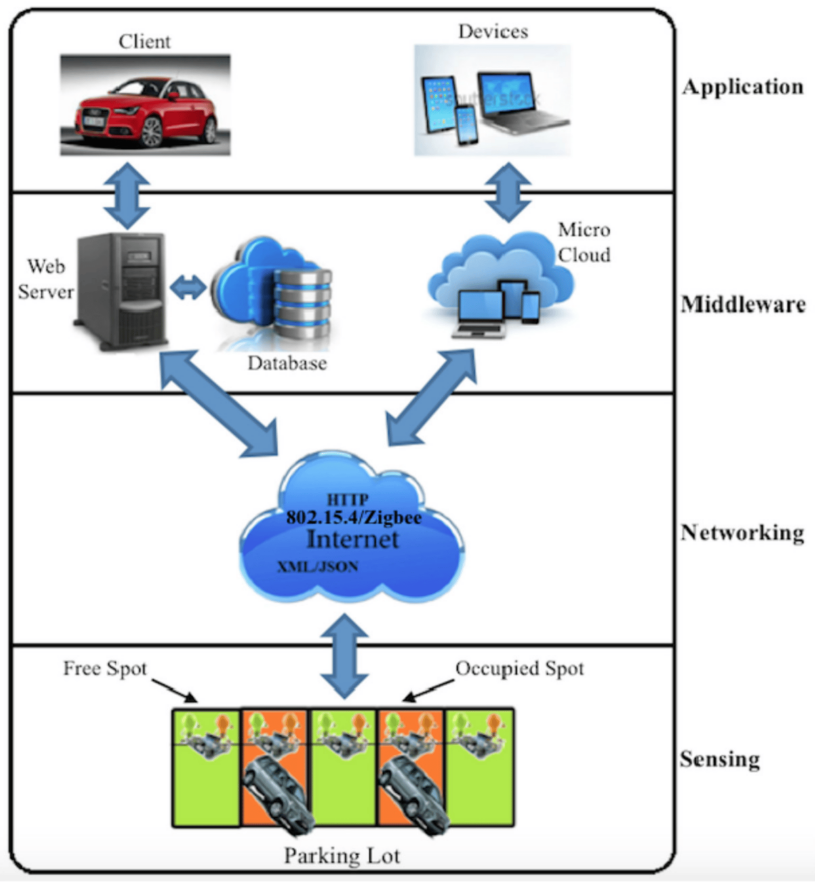 Client
Devices
Application
Web
Server
Database
Micro
Cloud
Middleware
HTTP
802.15.4/Zigbee
Internet
XML/JSON
Networking
Free Spot
Occupied Spot
Sensing
Parking Lot